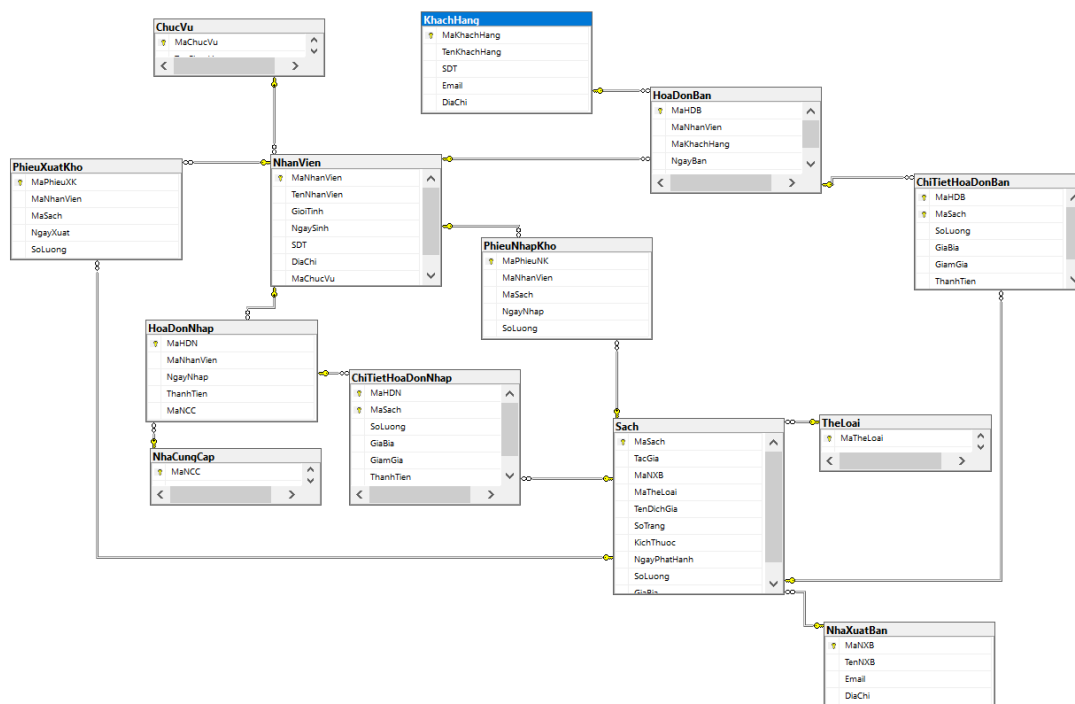 ChucVu
MaChucVu
KhachHang
MaKhachHang
TenKhachHang
SDT
Email
DiaChi
HoaDonBan
MaHDB
MaNhanVien
MaKhachHang
NgayBan
PhieuXuatKho
MaPhieuXK
MaNhanVien
MaSach
NgayXuat
SoLuong
NhanVien
MaNhanVien
TenNhanVien
GioiTinh
NgaySinh
SDT
DiaChi
MaChucVu
ChiTietHoaDonBan
MaHDB
MaSach
SoLuong
GiaBia
GiamGia
ThanhTien
PhieuNhapKho
MaPhieuNK
MaNhanVien
MaSach
NgayNhap
SoLuong
HoaDonNhap
MaHDN
MaNhanVien
NgayNhap
ThanhTien
MaNCC
ChiTietHoaDonNhap
MaHDN
MaSach
SoLuong
GiaBia
GiamGia
ThanhTien
NhaCungCap
MaNCC
Sach
MaSach
TacGia
MaNXB
MaTheLoai
TenDichGia
SoTrang
KichThuoc
NgayPhatHanh
SoLuong
GiaBia
TheLoai
MaTheLoai
NhaXuatBan
MaNXB
TenNXB
Email
DiaChi